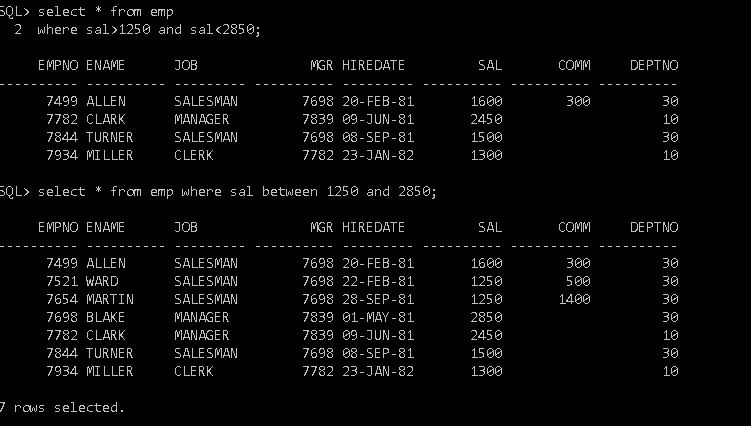 SQL> select * from emp
  2  where sal>1250 and sal<2850;
     EMPNO ENAME      JOB              MGR HIREDATE         SAL       COMM     DEPTNO
---------- ---------- --------- ---------- --------- ---------- ---------- ----------
      7499 ALLEN      SALESMAN        7698 20-FEB-81       1600        300         30
      7782 CLARK      MANAGER         7839 09-JUN-81       2450                    10
      7844 TURNER     SALESMAN        7698 08-SEP-81       1500                    30
      7934 MILLER     CLERK           7782 23-JAN-82       1300                    10
SQL> select * from emp where sal between 1250 and 2850;
     EMPNO ENAME      JOB              MGR HIREDATE         SAL       COMM     DEPTNO
---------- ---------- --------- ---------- --------- ---------- ---------- ----------
      7499 ALLEN      SALESMAN        7698 20-FEB-81       1600        300         30
      7521 WARD       SALESMAN        7698 22-FEB-81       1250        500         30
      7654 MARTIN     SALESMAN        7698 28-SEP-81       1250       1400         30
      7698 BLAKE      MANAGER         7839 01-MAY-81       2850                    30
      7782 CLARK      MANAGER         7839 09-JUN-81       2450                    10
      7844 TURNER     SALESMAN        7698 08-SEP-81       1500                    30
      7934 MILLER     CLERK           7782 23-JAN-82       1300                    10
7 rows selected.